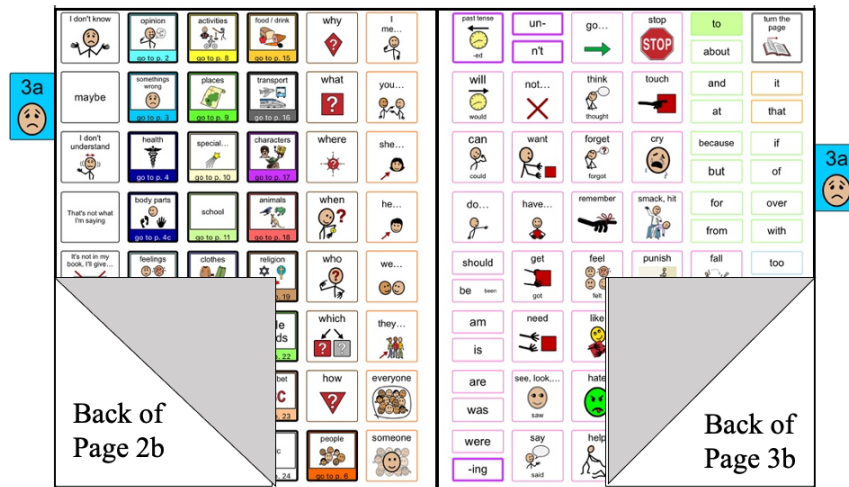 I don't know
opinion
go to p. 2
activities
go to p. 8
food / drink
go to p. 15
why
I
me...
3a
maybe
somethings
wrong
go to p. 3
places
go to p. 9
transport
go to p. 16
what
you...
I don't
understand
health
go to p. 4
special...
go to p. 10
characters
go to p. 17
where
she...
That's not what
I'm saying
body parts
go to p. 4c
school
go to p. 11
animals
go to p. 18
when
he...
It's not in my
book, I'll give...
feelings
clothes
religion
. 19
who
we...
le
ds
. 22
which
they...
bet
C
. 23
how
everyone
c
. 24
people
go to p. 6
someone
Back of
Page 2b
past tense
-ed
un-
n't
go...
stop
STOP
to
about
turn the
page
will
would
not...
think
thought
touch
and
at
it
that
can
could
want
forget
forgot
cry
because
but
if
of
3a
do...
have...
remember
smack, hit
for
from
over
with
should
be been
get
got
feel
felt
punish
fall
too
am
is
need
like
are
was
see, look,...
saw
hate
were
-ing
say
said
help
Back of
Page 3b